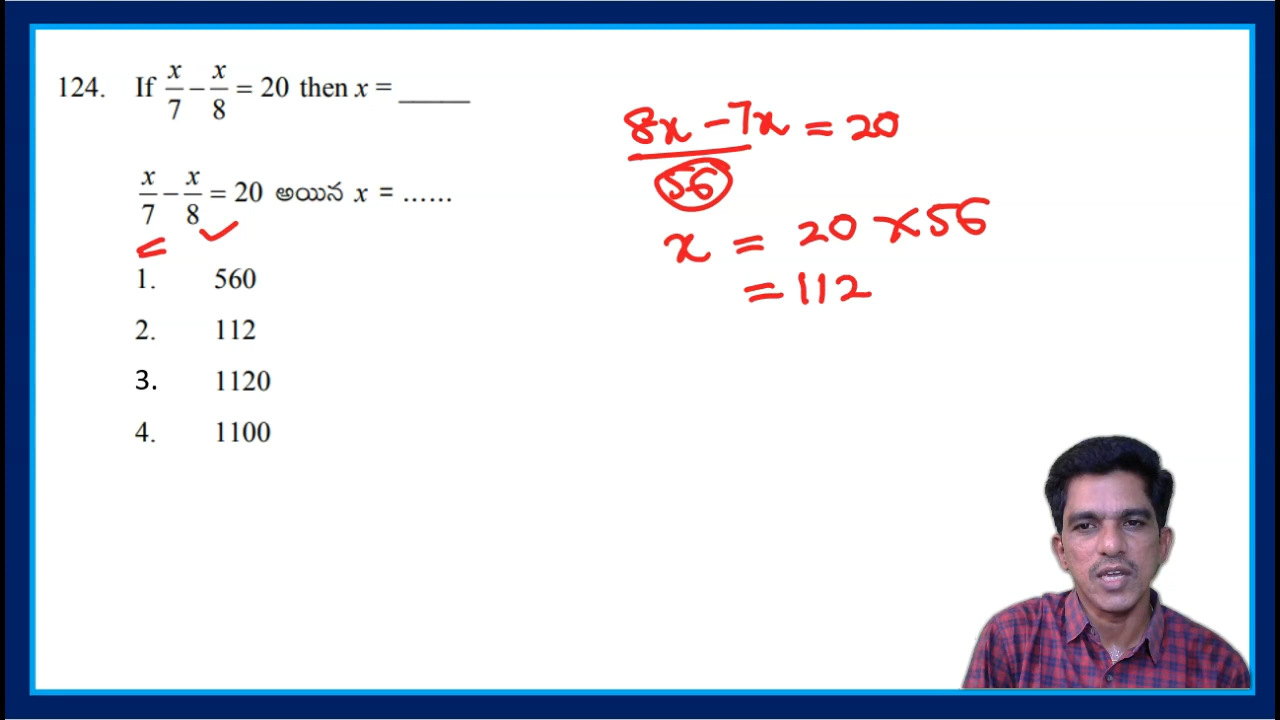 124. If x/7 − x/8 = 20 then x = _____
x/7 − x/8 = 20 అయిన x = ......
1. 560
2. 112
3. 1120
4. 1100
8x − 7x / 56 = 20
x = 20 × 56
= 112